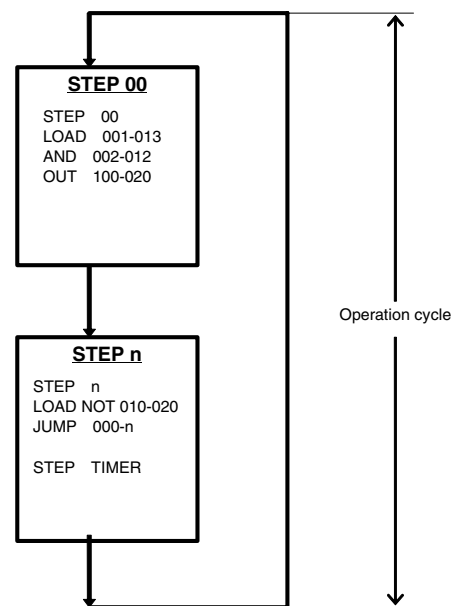 STEP 00
STEP 00
LOAD 001-013
AND 002-012
OUT 100-020
Operation cycle
STEP n
STEP n
LOAD NOT 010-020
JUMP 000-n
STEP TIMER